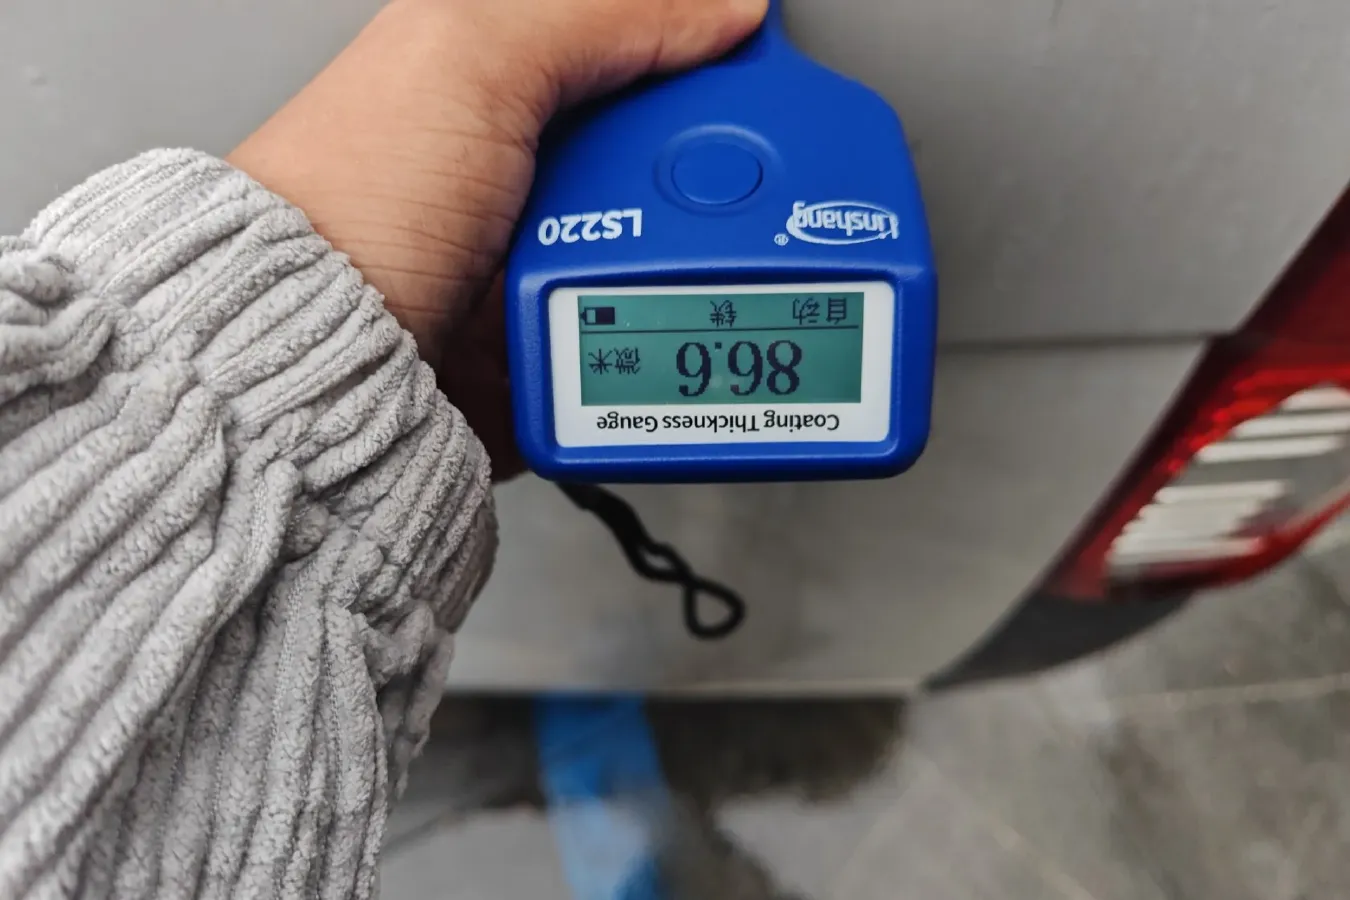 Coating Thickness Gauge
86.6 微米
自动 铁
Linshang® LS220